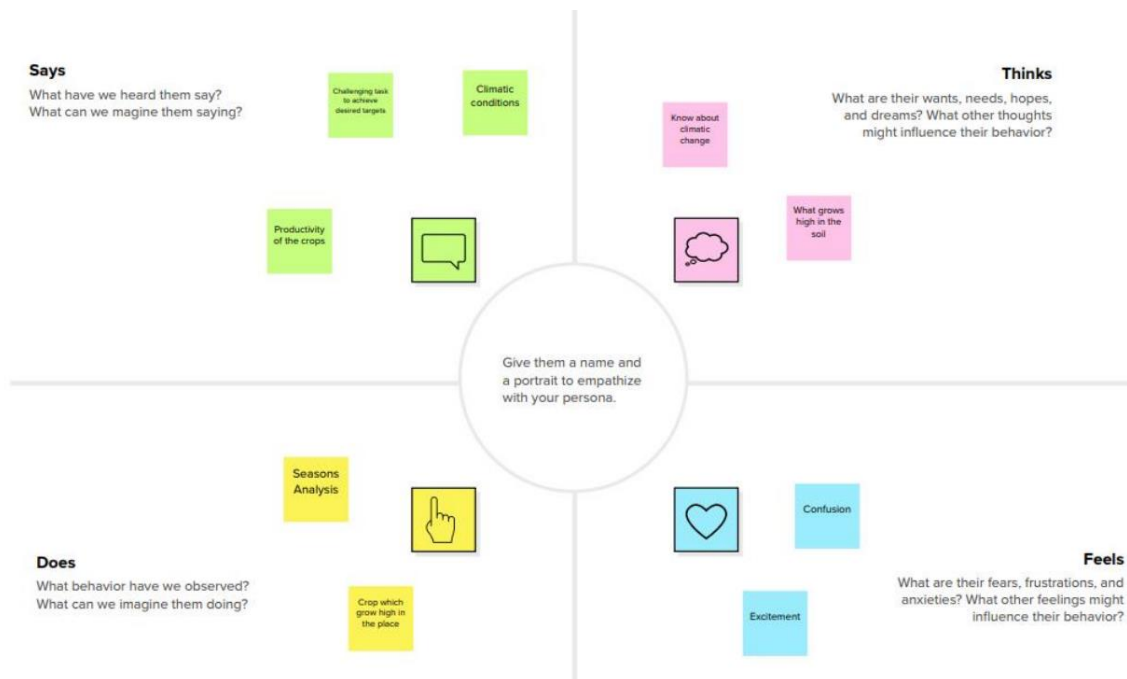 Says
What have we heard them say?
What can we magine them saying?
Challenging task
to achieve
desired targets
Climatic
conditions
Productivity
of the crops
Thinks
What are their wants, needs, hopes,
and dreams? What other thoughts
might influence their behavior?
Know about
climatic
change
What grows
high in the
soil
Give them a name and
a portrait to empathize
with your persona.
Seasons
Analysis
Does
What behavior have we observed?
What can we imagine them doing?
Crop which
grow high in
the place
Confusion
Feels
What are their fears, frustrations, and
anxieties? What other feelings might
influence their behavior?
Excitement